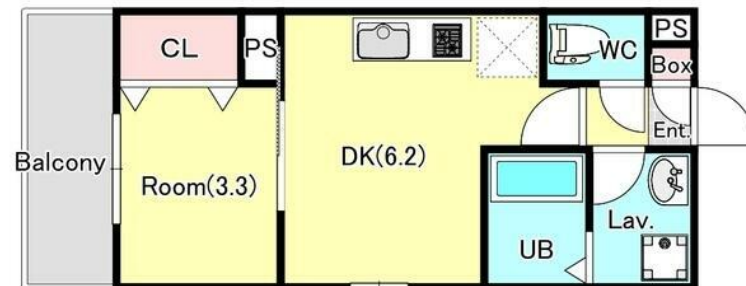 PS
CL
PS
WC
Box
Ent.
DK(6.2)
Balcony
Room(3.3)
Lav.
UB